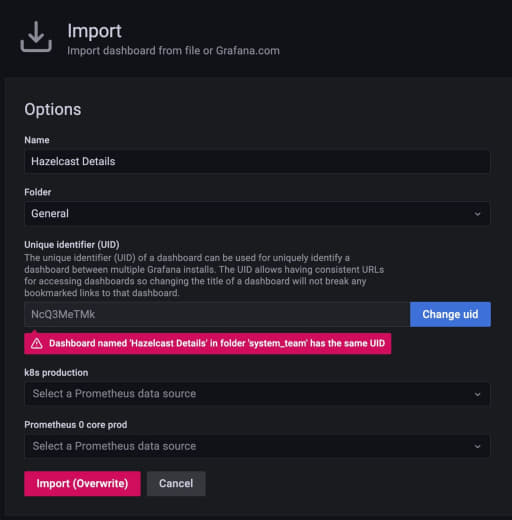 Import
Import dashboard from file or Grafana.com
Options
Name
Hazelcast Details
Folder
General
Unique identifier (UID)
The unique identifier (UID) of a dashboard can be used for uniquely identify a
dashboard between multiple Grafana installs. The UID allows having consistent URLs
for accessing dashboards so changing the title of a dashboard will not break any
bookmarked links to that dashboard.
NcQ3MeTMk
Change uid
Dashboard named 'Hazelcast Details' in folder 'system_team' has the same UID
k8s production
Select a Prometheus data source
Prometheus 0 core prod
Select a Prometheus data source
Import (Overwrite)
Cancel